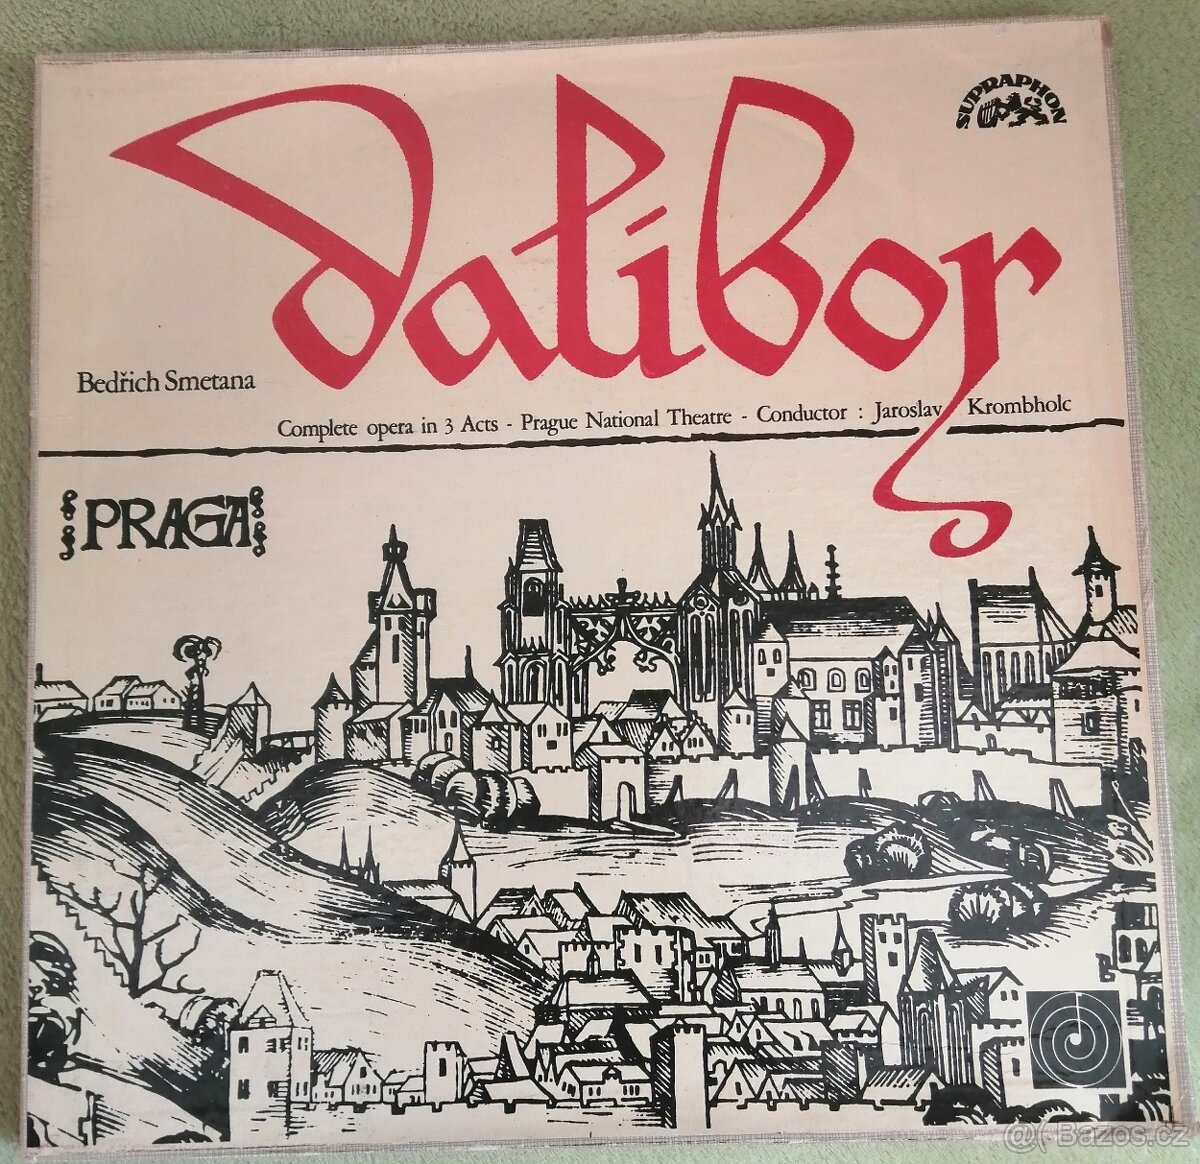 Dalibor
SUPRAPHON
Bedřich Smetana
Complete opera in 3 Acts - Prague National Theatre - Conductor : Jaroslav Krombholc
PRAGA
@( Bazos.cz